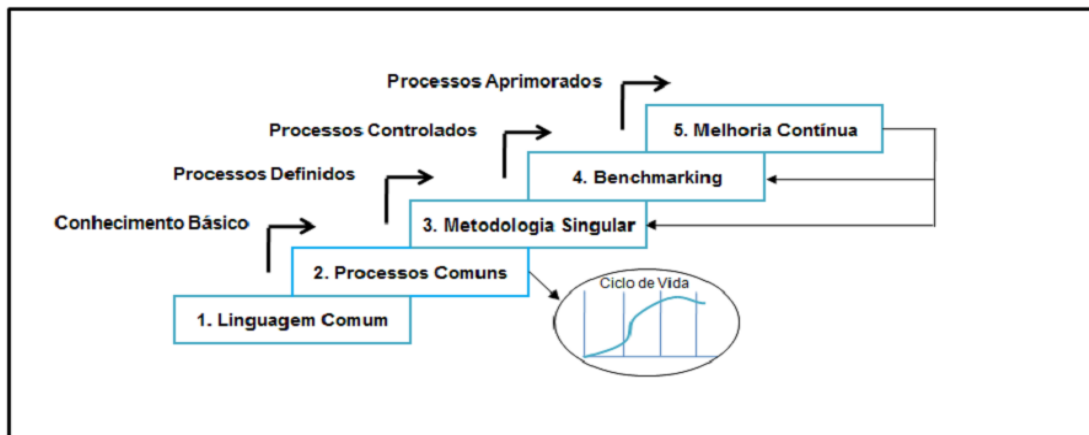 Processos Aprimorados
5. Melhoria Contínua
Processos Controlados
4. Benchmarking
Processos Definidos
3. Metodologia Singular
Conhecimento Básico
2. Processos Comuns
Ciclo de Vida
1. Linguagem Comum